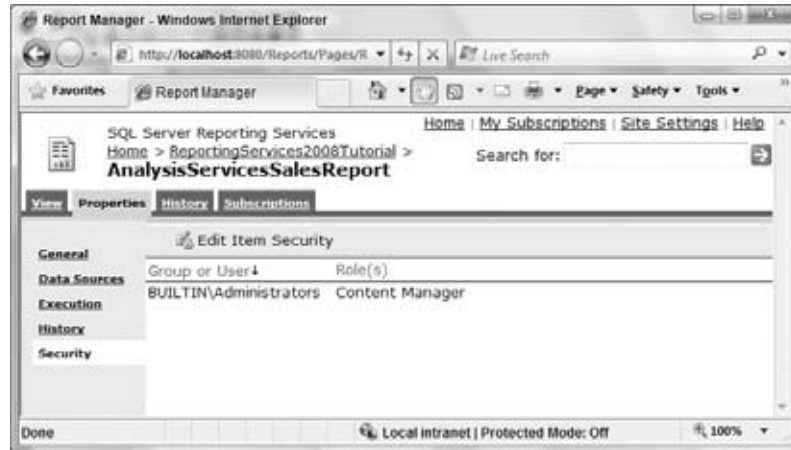 Report Manager - Windows Internet Explorer
http://localhost:8080/Reports/Pages/R
Live Search
Favorites
Report Manager
Page
Safety
Tools
Home | My Subscriptions | Site Settings | Help
SQL Server Reporting Services
Home > ReportingServices2008Tutorial >
Search for:
AnalysisServicesSalesReport
View Properties History Subscriptions
Edit Item Security
General
Data Sources
Execution
History
Security
Group or User↓ Role(s)
BUILTIN\Administrators Content Manager
Done
Local intranet | Protected Mode: Off
100%